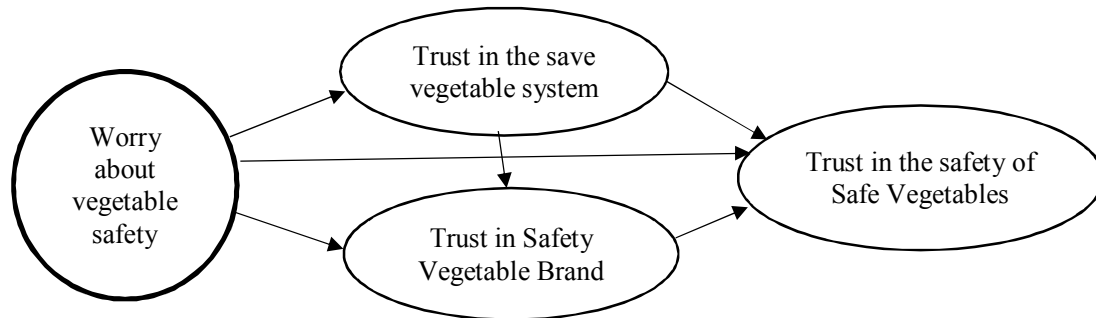 Worry
about
vegetable
safety
Trust in the save
vegetable system
Trust in Safety
Vegetable Brand
Trust in the safety of
Safe Vegetables